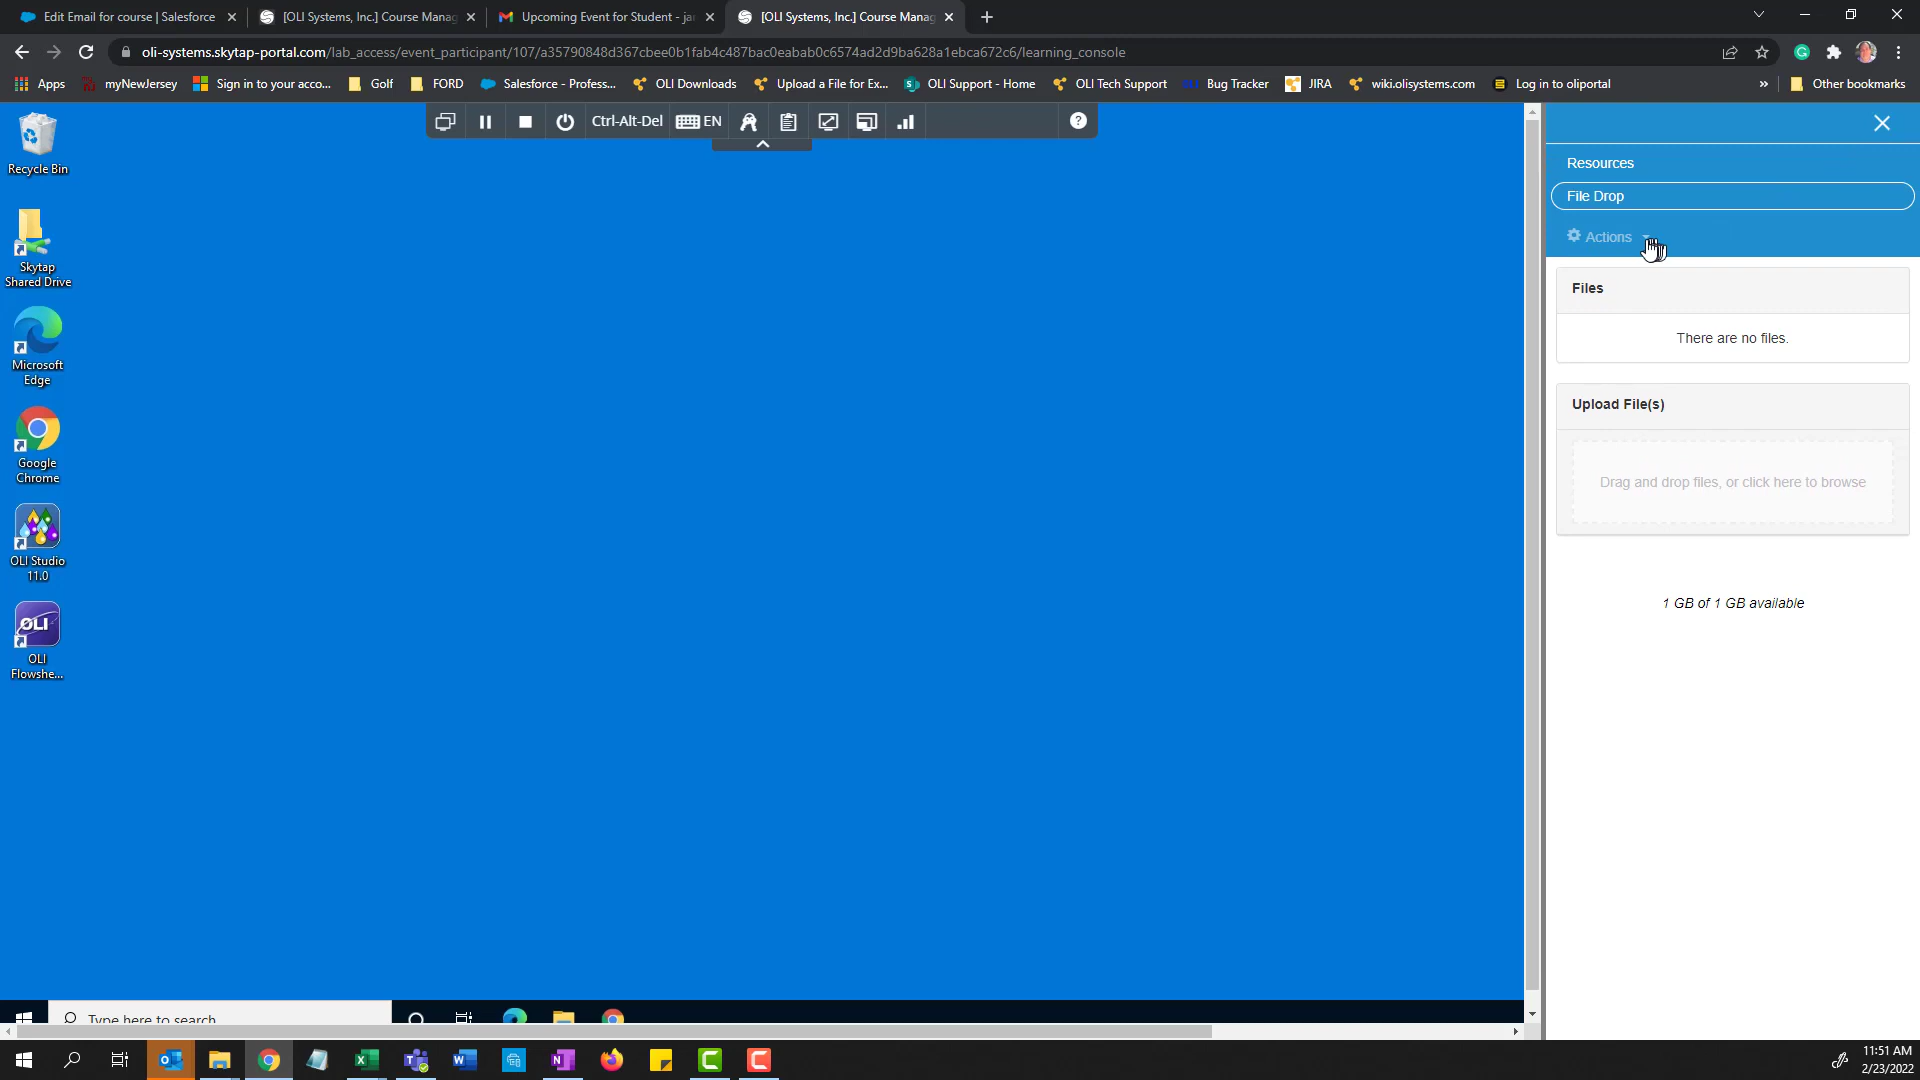 Edit Email for course | Salesforce
[OLI Systems, Inc.] Course Manag
Upcoming Event for Student - ja
[OLI Systems, Inc.] Course Manag
oli-systems.skytap-portal.com/lab_access/event_participant/107/a35790848d367cbee0b1fab4c487bac0eabab0c6574ad2d9ba628a1ebca672c6/learning_console
Apps
myNewJersey
Sign in to your acco...
Golf
FORD
Salesforce - Profess...
OLI Downloads
Upload a File for Ex...
OLI Support - Home
OLI Tech Support
Bug Tracker
JIRA
wiki.olisystems.com
Log in to oliportal
»
Other bookmarks
Ctrl-Alt-Del
EN
Recycle Bin
Skytap
Shared Drive
Microsoft
Edge
Google
Chrome
OLI Studio
11.0
OLI
OLI
Flowshe...
Type here to search
Resources
File Drop
Actions
Files
There are no files.
Upload File(s)
Drag and drop files, or click here to browse
1 GB of 1 GB available
11:51 AM
2/23/2022